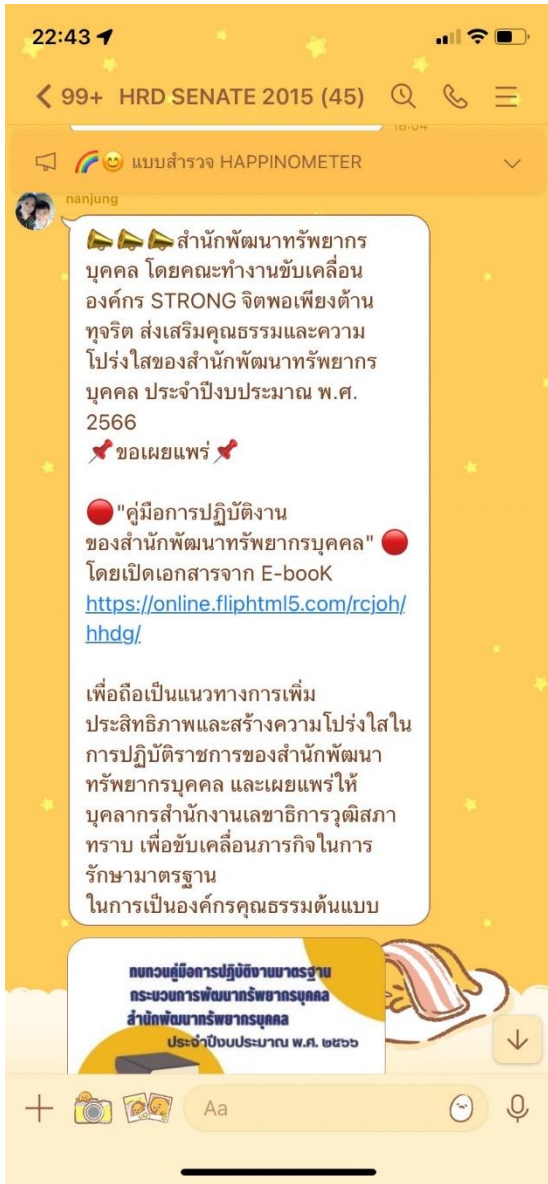 22:43
99+ HRD SENATE 2015 (45)
18:04
🌈😊 แบบสำรวจ HAPPINOMETER
nanjung
📣📣📣สำนักพัฒนาทรัพยากร
บุคคล โดยคณะทำงานขับเคลื่อน
องค์กร STRONG จิตพอเพียงต้าน
ทุจริต ส่งเสริมคุณธรรมและความ
โปร่งใสของสำนักพัฒนาทรัพยากร
บุคคล ประจำปีงบประมาณ พ.ศ.
2566
📌ขอเผยแพร่📌
🔴"คู่มือการปฏิบัติงาน
ของสำนักพัฒนาทรัพยากรบุคคล" 🔴
โดยเปิดเอกสารจาก E-booK
https://online.fliphtml5.com/rcjoh/
hhdg/
เพื่อถือเป็นแนวทางการเพิ่ม
ประสิทธิภาพและสร้างความโปร่งใสใน
การปฏิบัติราชการของสำนักพัฒนา
ทรัพยากรบุคคล และเผยแพร่ให้
บุคลากรสำนักงานเลขาธิการวุฒิสภา
ทราบ เพื่อขับเคลื่อนภารกิจในการ
รักษามาตรฐาน
ในการเป็นองค์กรคุณธรรมต้นแบบ
ทบทวนคู่มือการปฏิบัติงานมาตรฐาน
กระบวนการพัฒนาทรัพยากรบุคคล
สำนักพัฒนาทรัพยากรบุคคล
ประจำปีงบประมาณ พ.ศ. ๒๕๖๖
Aa